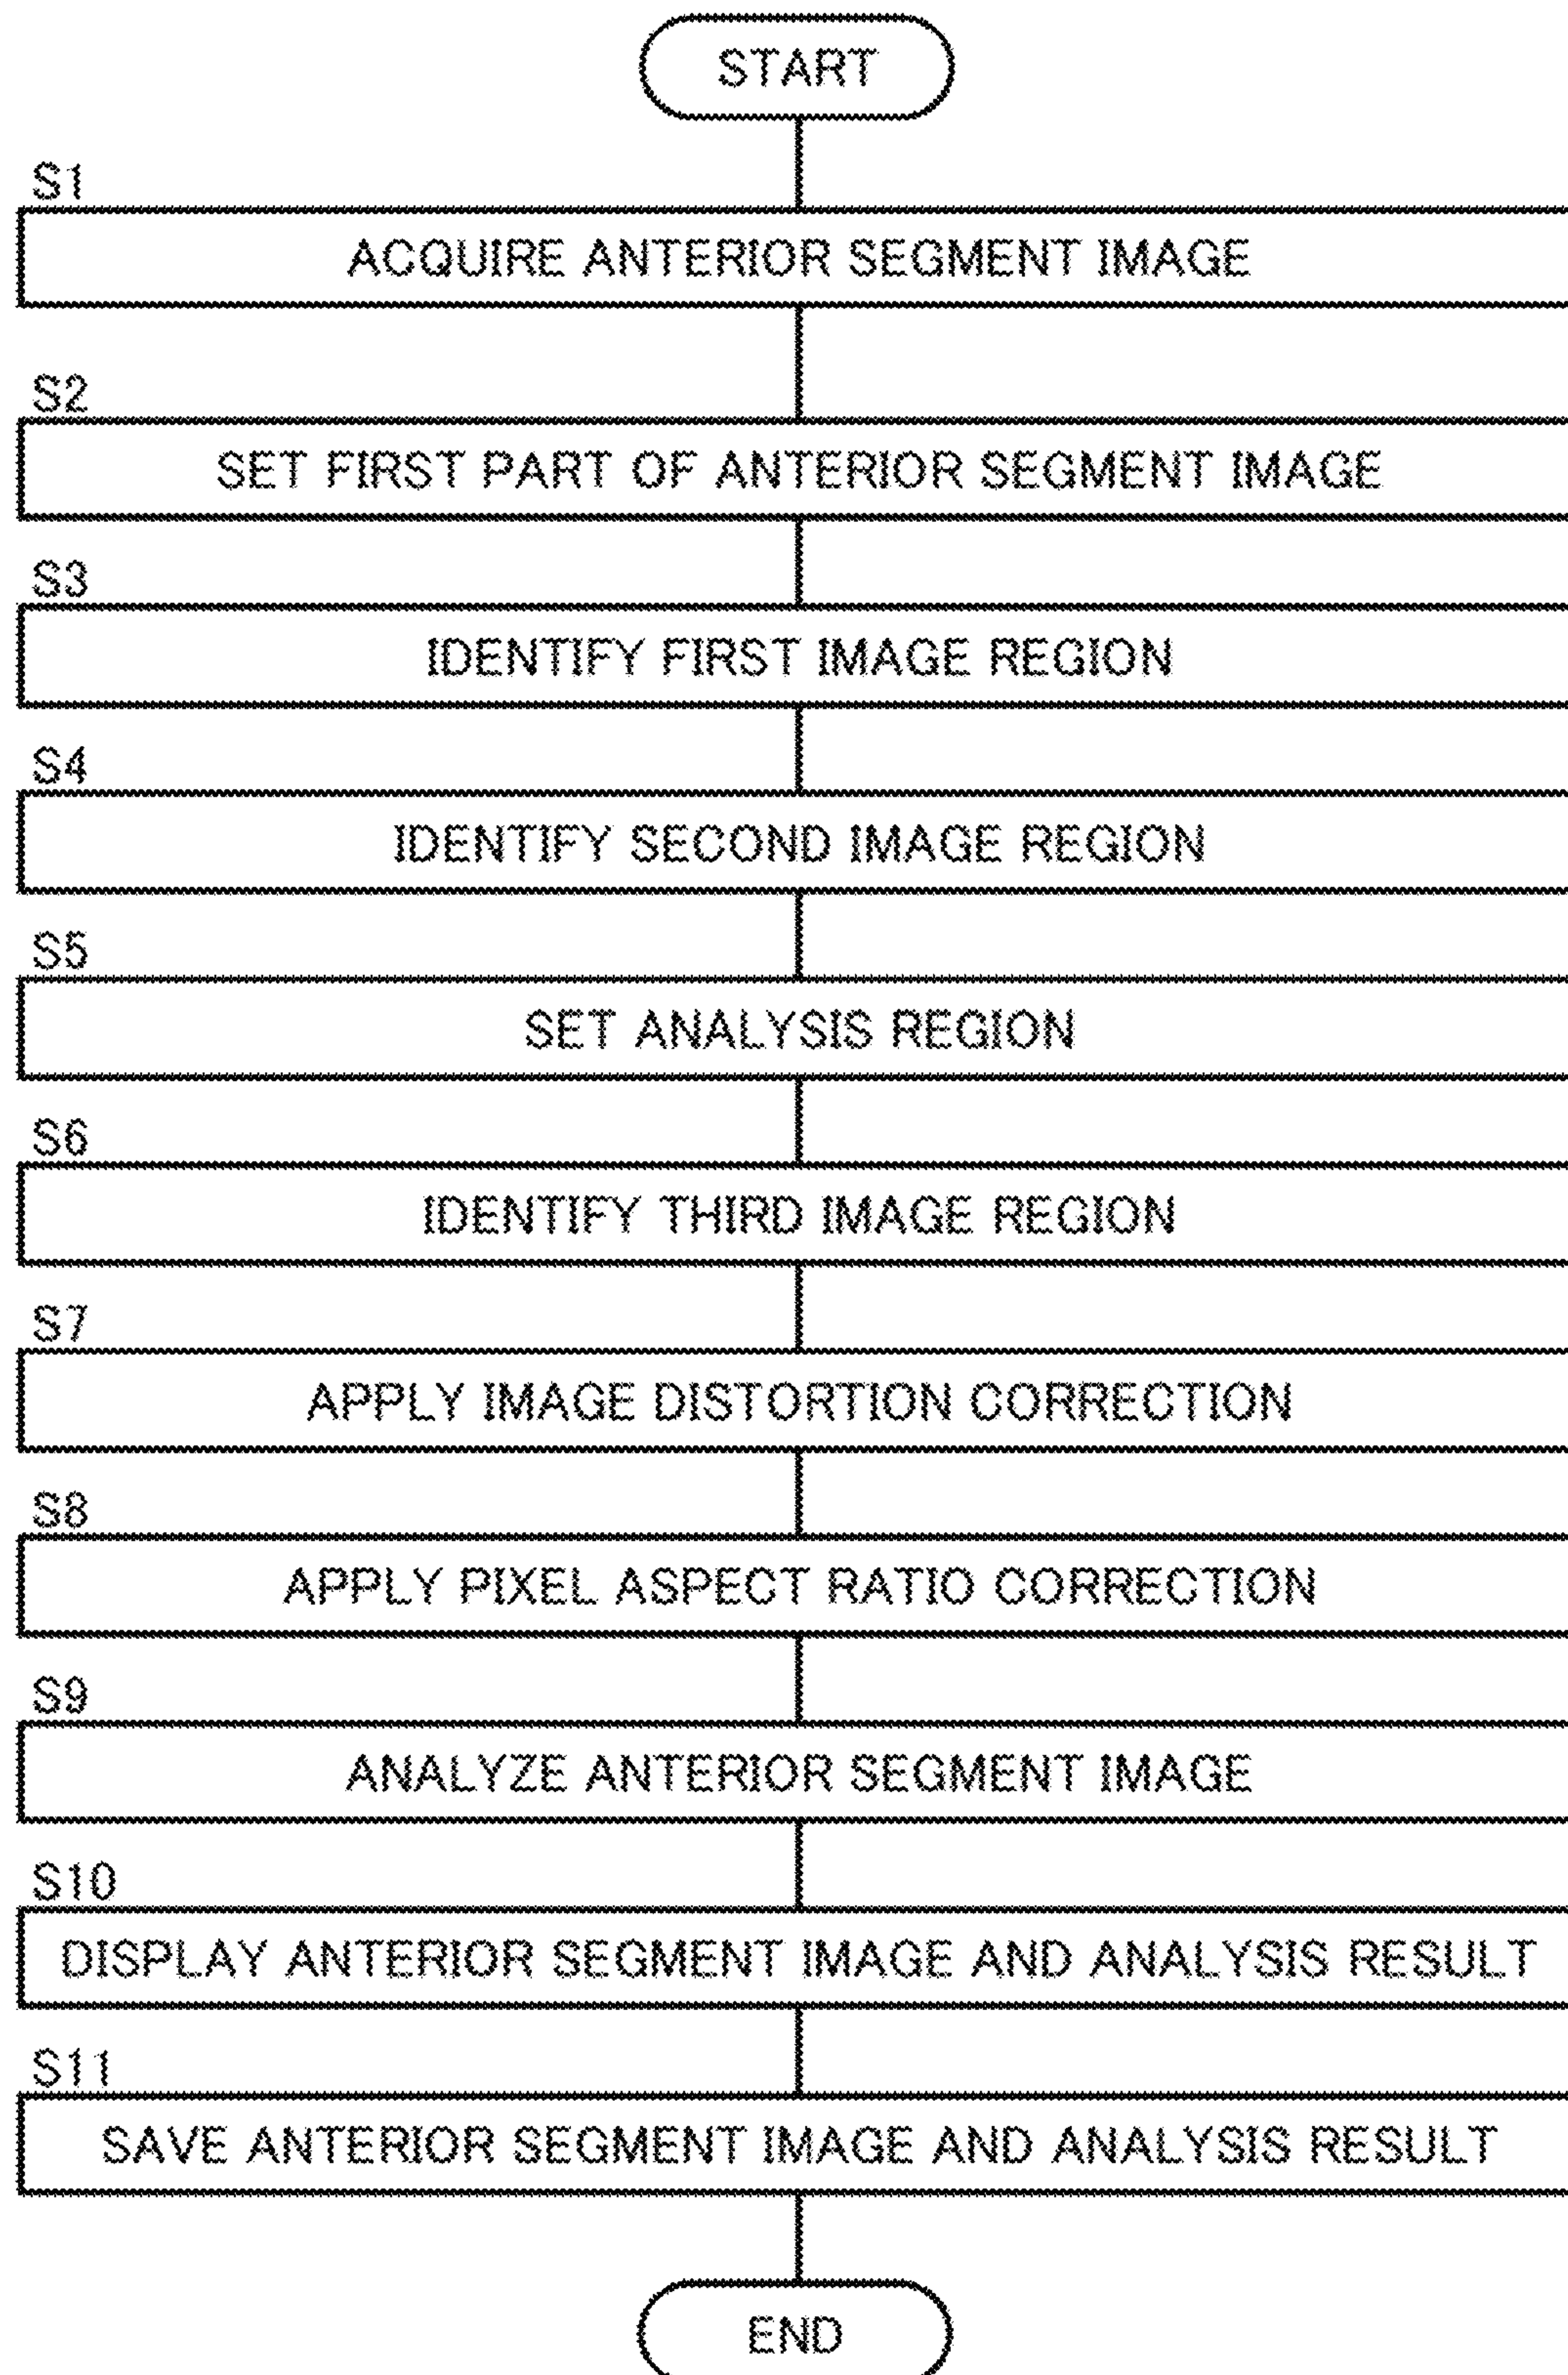 START
S1
ACQUIRE ANTERIOR SEGMENT IMAGE
S2
SET FIRST PART OF ANTERIOR SEGMENT IMAGE
S3
IDENTIFY FIRST IMAGE REGION
S4
IDENTIFY SECOND IMAGE REGION
S5
SET ANALYSIS REGION
S6
IDENTIFY THIRD IMAGE REGION
S7
APPLY IMAGE DISTORTION CORRECTION
S8
APPLY PIXEL ASPECT RATIO CORRECTION
S9
ANALYZE ANTERIOR SEGMENT IMAGE
S10
DISPLAY ANTERIOR SEGMENT IMAGE AND ANALYSIS RESULT
S11
SAVE ANTERIOR SEGMENT IMAGE AND ANALYSIS RESULT
END